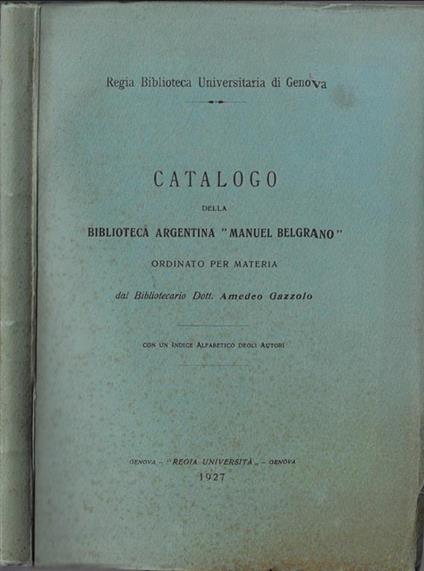 Regia Biblioteca Universitaria di Genova
CATALOGO
DELLA
BIBLIOTECA ARGENTINA "MANUEL BELGRANO"
ORDINATO PER MATERIA
dal Bibliotecario Dott. Amedeo Gazzolo
CON UN INDICE ALFABETICO DEGLI AUTORI
GENOVA - "REGIA UNIVERSITÀ„ - GENOVA
1927